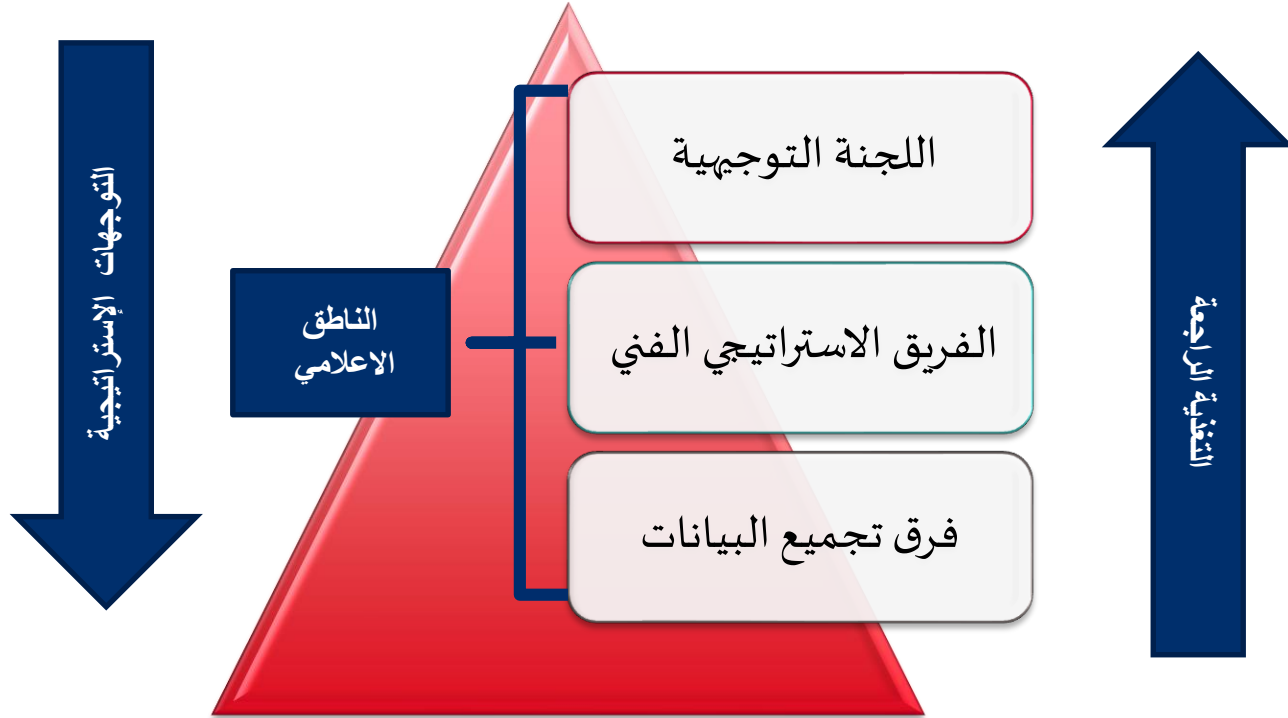 اللجنة التوجيهية
الفريق الاستراتيجي الفني
فرق تجميع البيانات
الناطق
الاعلامي
التوجهات الإستراتيجية
التغذية الراجعة